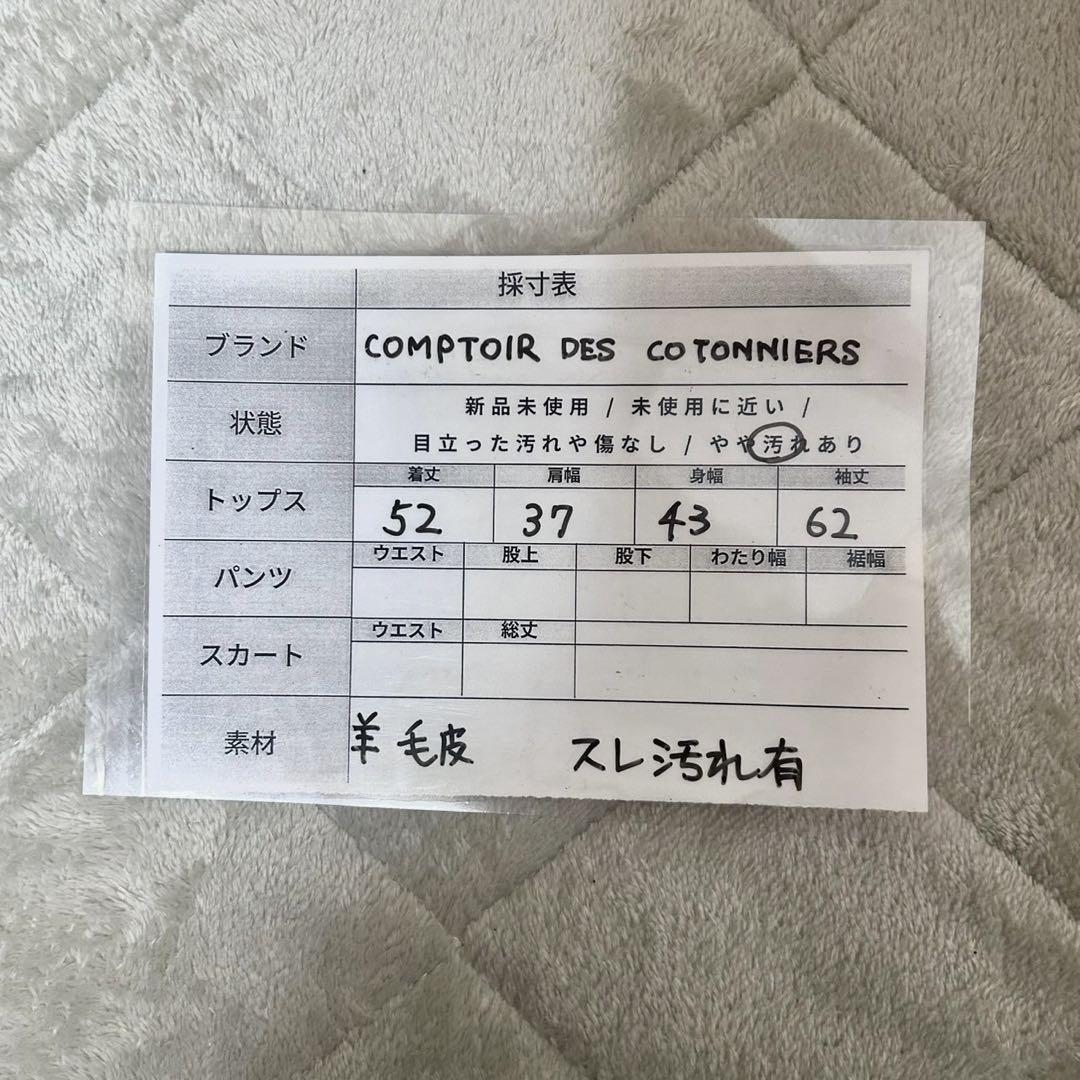 採寸表
ブランド COMPTOIR DES COTONNIERS
状態 新品未使用 / 未使用に近い /
目立った汚れや傷なし / やや汚れあり
トップス 着丈 肩幅 身幅 袖丈
52 37 43 62
パンツ ウエスト 股上 股下 わたり幅 裾幅
スカート ウエスト 総丈
素材 羊毛皮 スレ汚れ有